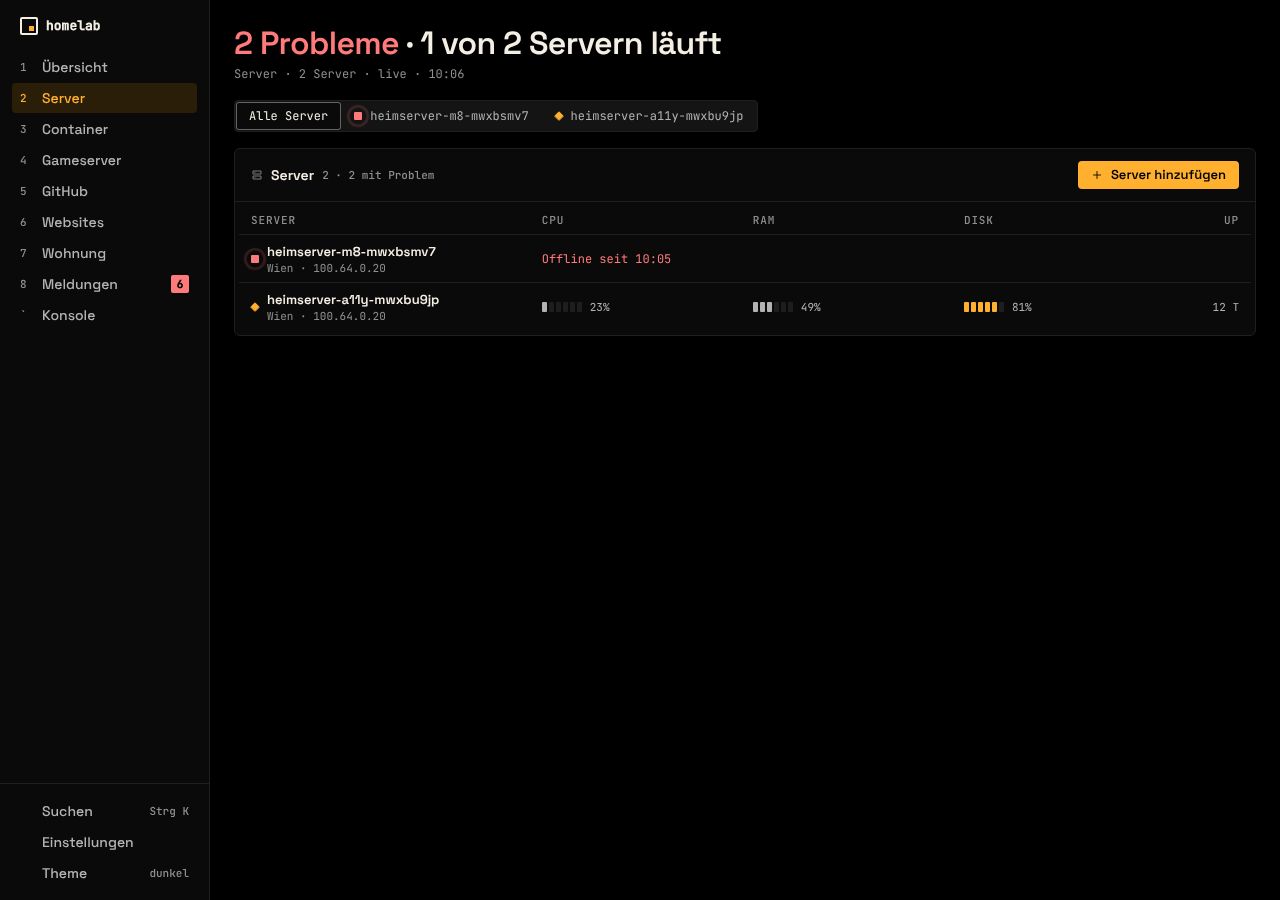 homelab
1 Übersicht
2 Server
3 Container
4 Gameserver
5 GitHub
6 Websites
7 Wohnung
8 Meldungen 6
` Konsole
Suchen Strg K
Einstellungen
Theme dunkel
2 Probleme · 1 von 2 Servern läuft
Server · 2 Server · live · 10:06
Alle Server heimserver-m8-mwxbsmv7 heimserver-a11y-mwxbu9jp
Server 2 · 2 mit Problem + Server hinzufügen
SERVER CPU RAM DISK UP
heimserver-m8-mwxbsmv7
Wien · 100.64.0.20
Offline seit 10:05
heimserver-a11y-mwxbu9jp
Wien · 100.64.0.20
23% 49% 81% 12 T